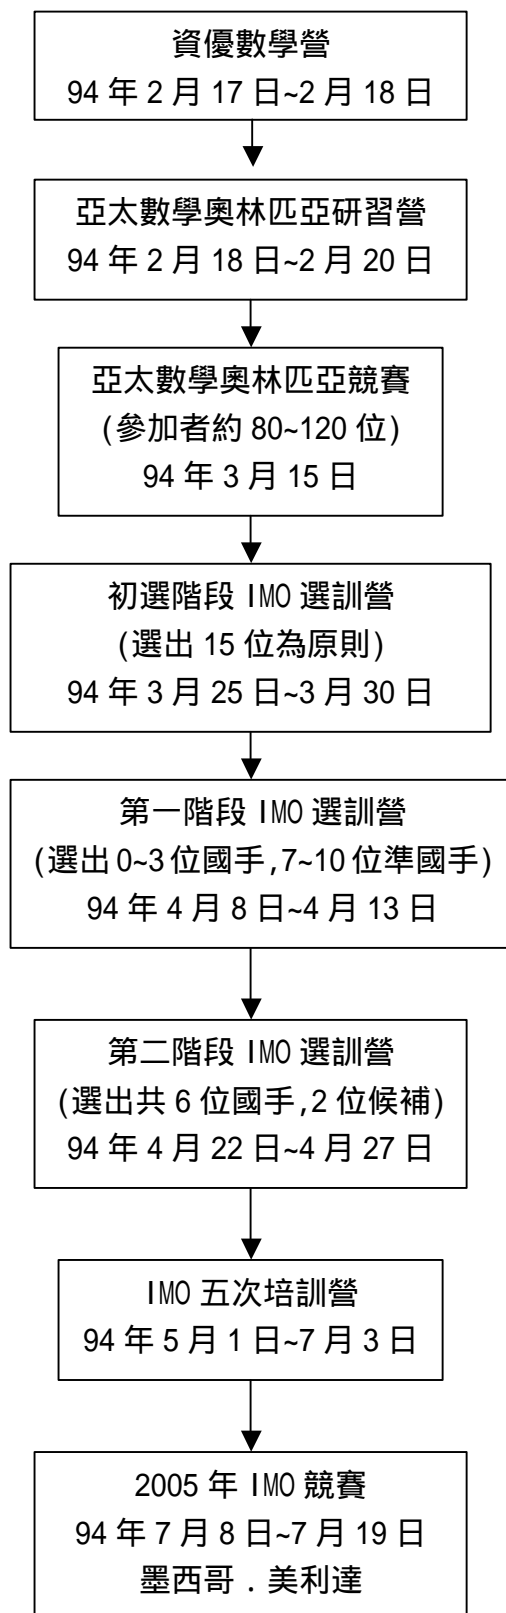 資優數學營
94 年 2 月 17 日~2 月 18 日
亞太數學奧林匹亞研習營
94 年 2 月 18 日~2 月 20 日
亞太數學奧林匹亞競賽
(參加者約 80~120 位)
94 年 3 月 15 日
初選階段 IMO 選訓營
(選出 15 位為原則)
94 年 3 月 25 日~3 月 30 日
第一階段 IMO 選訓營
(選出 0~3 位國手,7~10 位準國手)
94 年 4 月 8 日~4 月 13 日
第二階段 IMO 選訓營
(選出共 6 位國手,2 位候補)
94 年 4 月 22 日~4 月 27 日
IMO 五次培訓營
94 年 5 月 1 日~7 月 3 日
2005 年 IMO 競賽
94 年 7 月 8 日~7 月 19 日
墨西哥．美利達